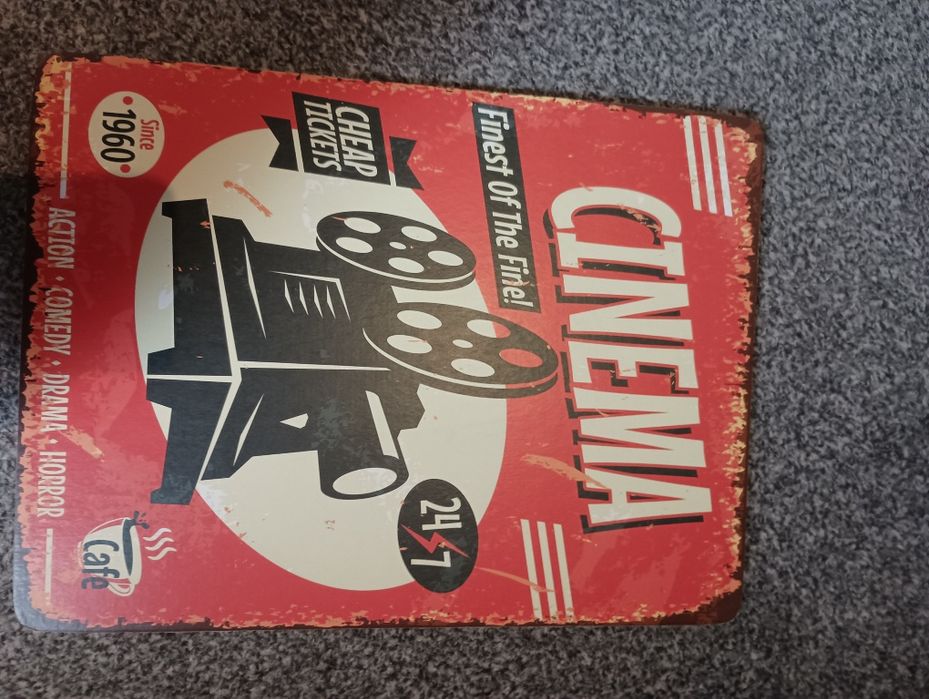 CINEMA
Finest Of The Fine!
CHEAP
TICKETS
24 7
Since
1960
ACTION • COMEDY • DRAMA • HORROR
Cafe